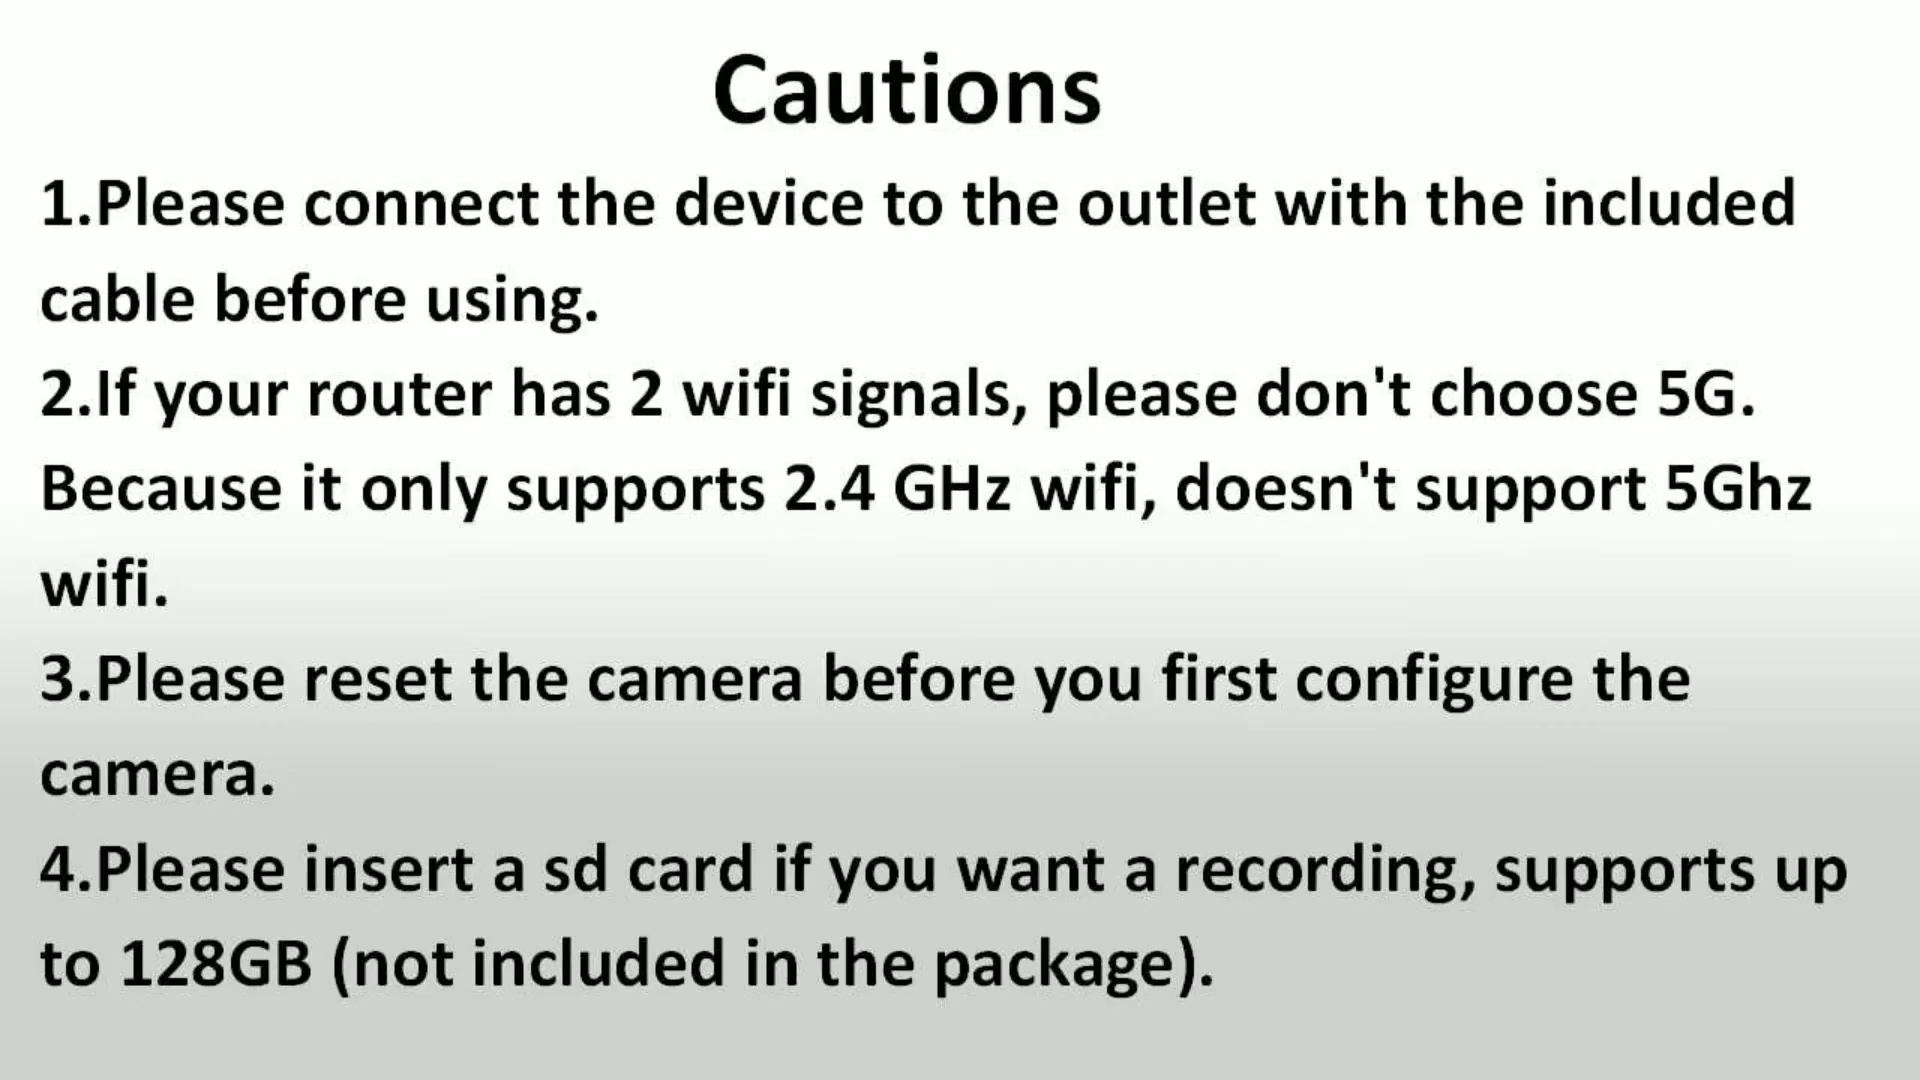 Cautions
1.Please connect the device to the outlet with the included
cable before using.
2.If your router has 2 wifi signals, please don't choose 5G.
Because it only supports 2.4 GHz wifi, doesn't support 5Ghz
wifi.
3.Please reset the camera before you first configure the
camera.
4.Please insert a sd card if you want a recording, supports up
to 128GB (not included in the package).